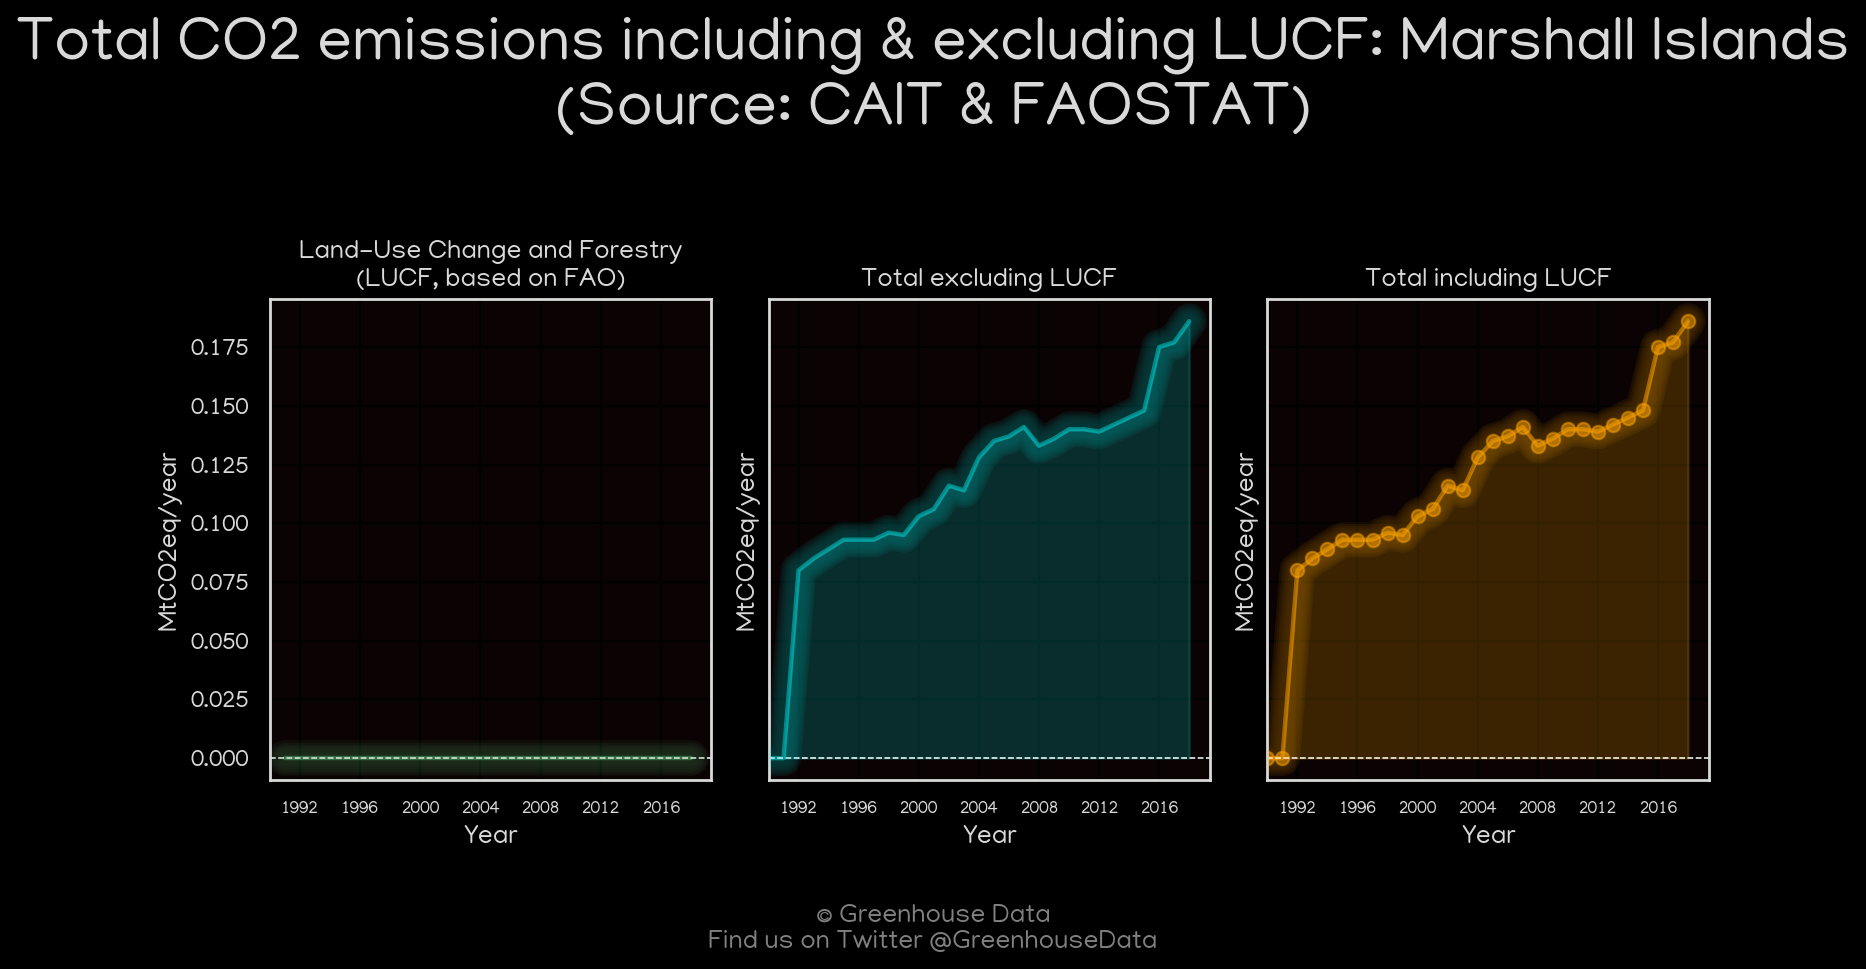 Total CO2 emissions including & excluding LUCF: Marshall Islands
(Source: CAIT & FAOSTAT)
Land-Use Change and Forestry
(LUCF, based on FAO)
Total excluding LUCF
Total including LUCF
MtCO2eq/year
0.175
0.150
0.125
0.100
0.075
0.050
0.025
0.000
MtCO2eq/year
MtCO2eq/year
1992 1996 2000 2004 2008 2012 2016
1992 1996 2000 2004 2008 2012 2016
1992 1996 2000 2004 2008 2012 2016
Year
Year
Year
© Greenhouse Data
Find us on Twitter @GreenhouseData